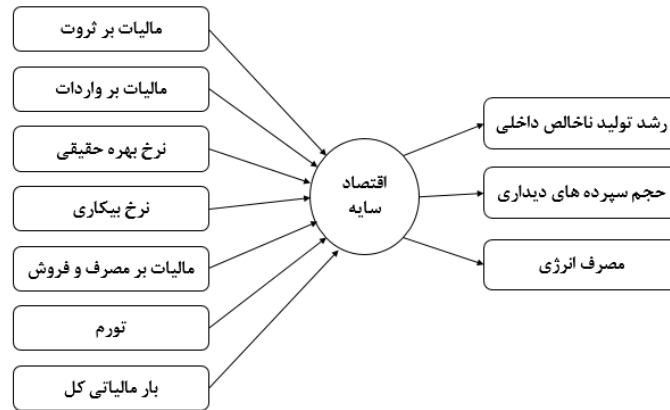 مالیات بر ثروت
مالیات بر واردات
نرخ بهره حقیقی
نرخ بیکاری
مالیات بر مصرف و فروش
تورم
بار مالیاتی کل
اقتصاد
سایه
رشد تولید ناخالص داخلی
حجم سپرده های دیداری
مصرف انرژی